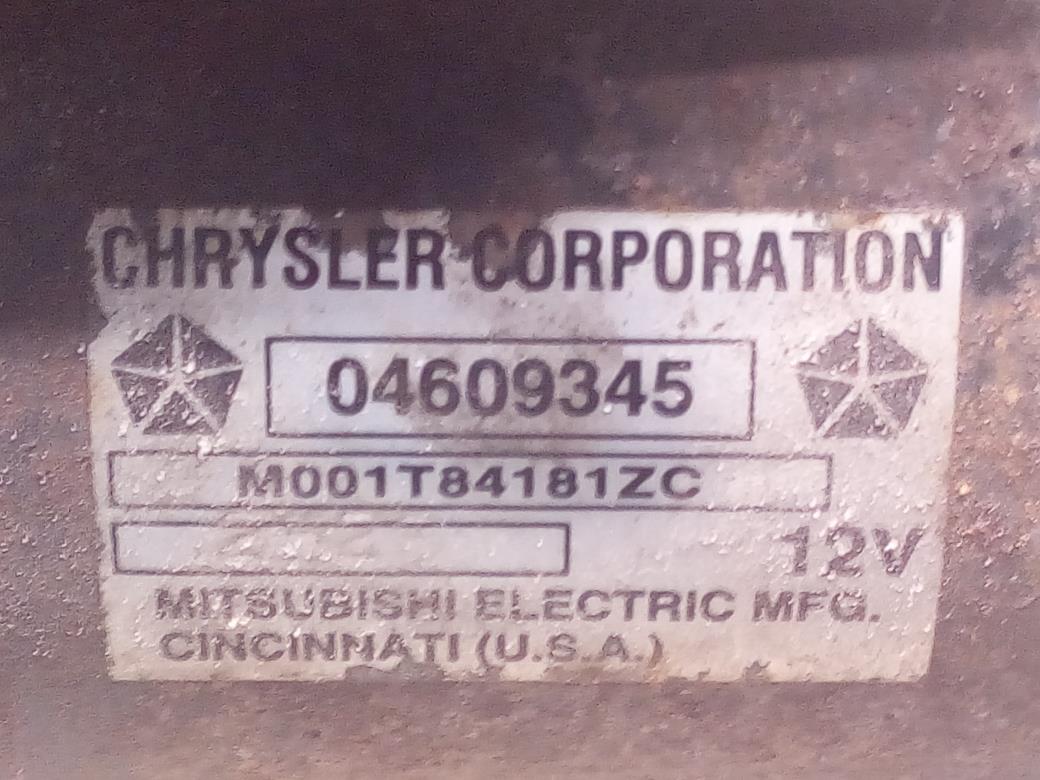 CHRYSLER CORPORATION
04609345
M001T84181ZC
12V
MITSUBISHI ELECTRIC MFG.
CINCINNATI (U.S.A.)